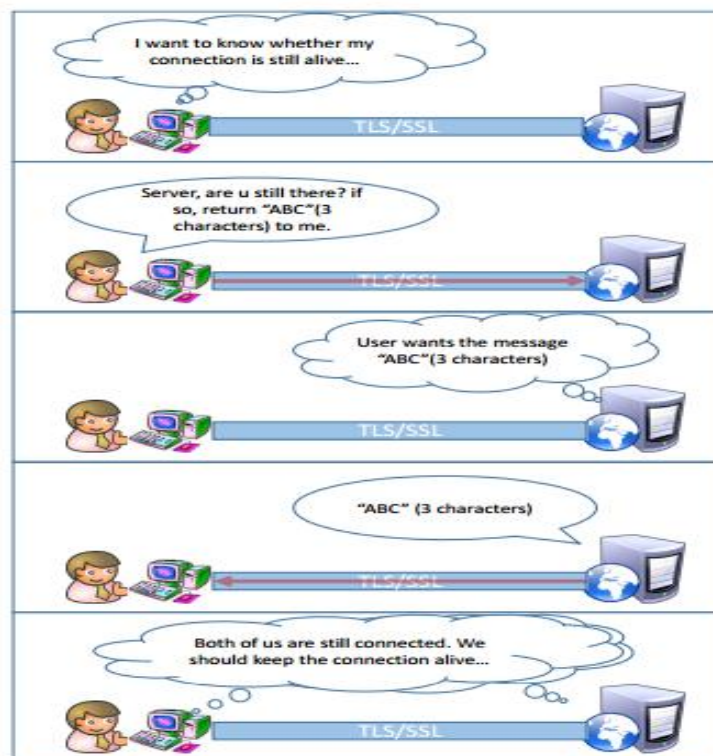 I want to know whether my
connection is still alive...
TLS/SSL
Server, are u still there? if
so, return “ABC”(3
characters) to me.
TLS/SSL
User wants the message
“ABC”(3 characters)
TLS/SSL
“ABC” (3 characters)
TLS/SSL
Both of us are still connected. We
should keep the connection alive...
TLS/SSL